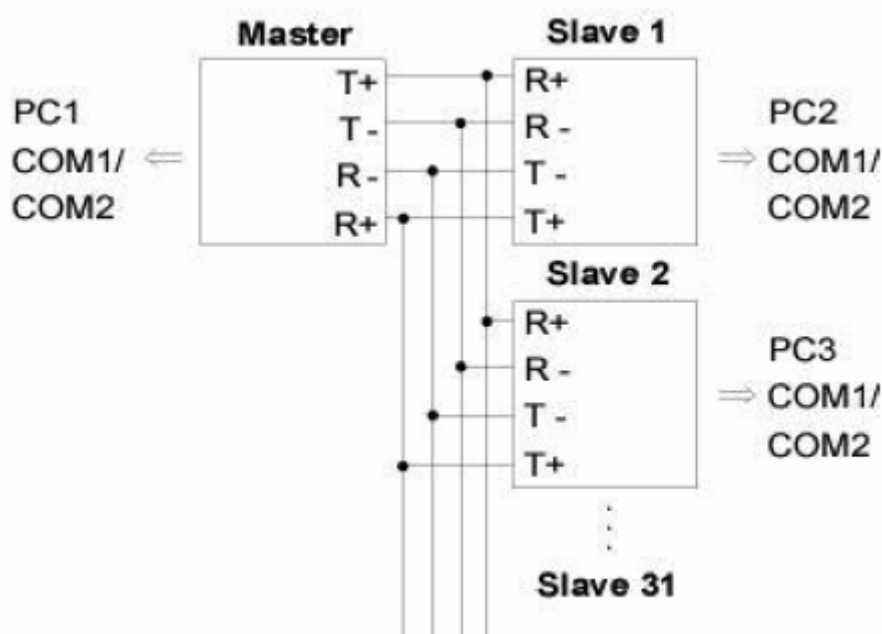 Master
T+
T -
R -
R+
PC1
COM1/
COM2
Slave 1
R+
R -
T -
T+
PC2
COM1/
COM2
Slave 2
R+
R -
T -
T+
PC3
COM1/
COM2
Slave 31